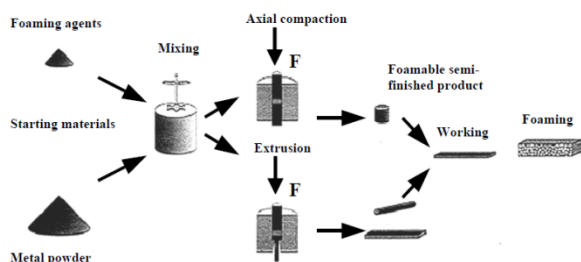 Foaming agents
Axial compaction
Mixing
F
Foamable semi-
finished product
Foaming
Starting materials
Working
Extrusion
F
Metal powder